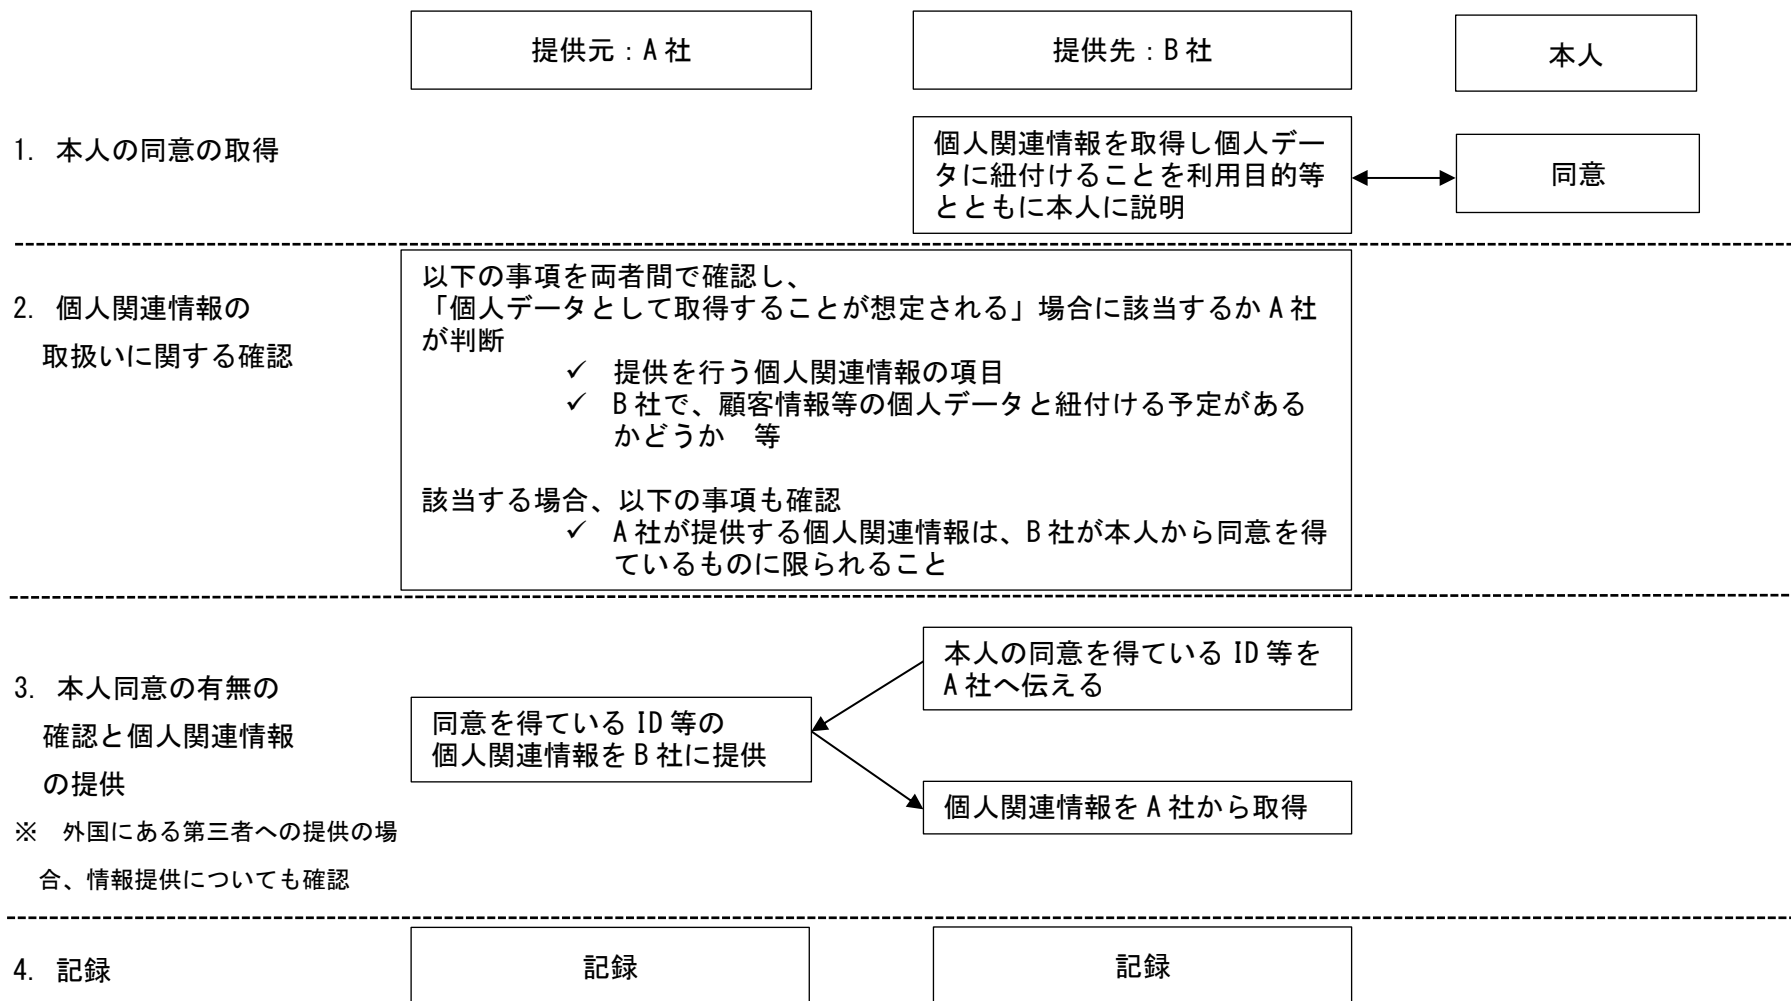 提供元：A社
提供先：B社
本人
1. 本人の同意の取得
個人関連情報を取得し個人デー
タに紐付けることを利用目的等
とともに本人に説明
同意
2. 個人関連情報の
取扱いに関する確認
以下の事項を両者間で確認し、
「個人データとして取得することが想定される」場合に該当するかA社
が判断
✓ 提供を行う個人関連情報の項目
✓ B社で、顧客情報等の個人データと紐付ける予定がある
かどうか　等
該当する場合、以下の事項も確認
✓ A社が提供する個人関連情報は、B社が本人から同意を得
ているものに限られること
3. 本人同意の有無の
確認と個人関連情報
の提供
※　外国にある第三者への提供の場
合、情報提供についても確認
同意を得ているID等の
個人関連情報をB社に提供
本人の同意を得ているID等を
A社へ伝える
個人関連情報をA社から取得
4. 記録
記録
記録